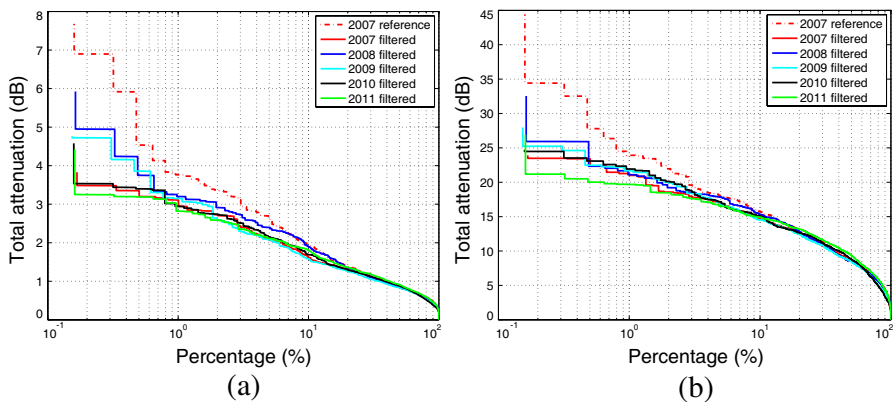 8
7
6
5
4
3
2
1
0
Total attenuation (dB)
10^-1
10^0
10^1
10^2
Percentage (%)
2007 reference
2007 filtered
2008 filtered
2009 filtered
2010 filtered
2011 filtered
(a)
45
40
35
30
25
20
15
10
5
0
Total attenuation (dB)
10^-1
10^0
10^1
10^2
Percentage (%)
2007 reference
2007 filtered
2008 filtered
2009 filtered
2010 filtered
2011 filtered
(b)